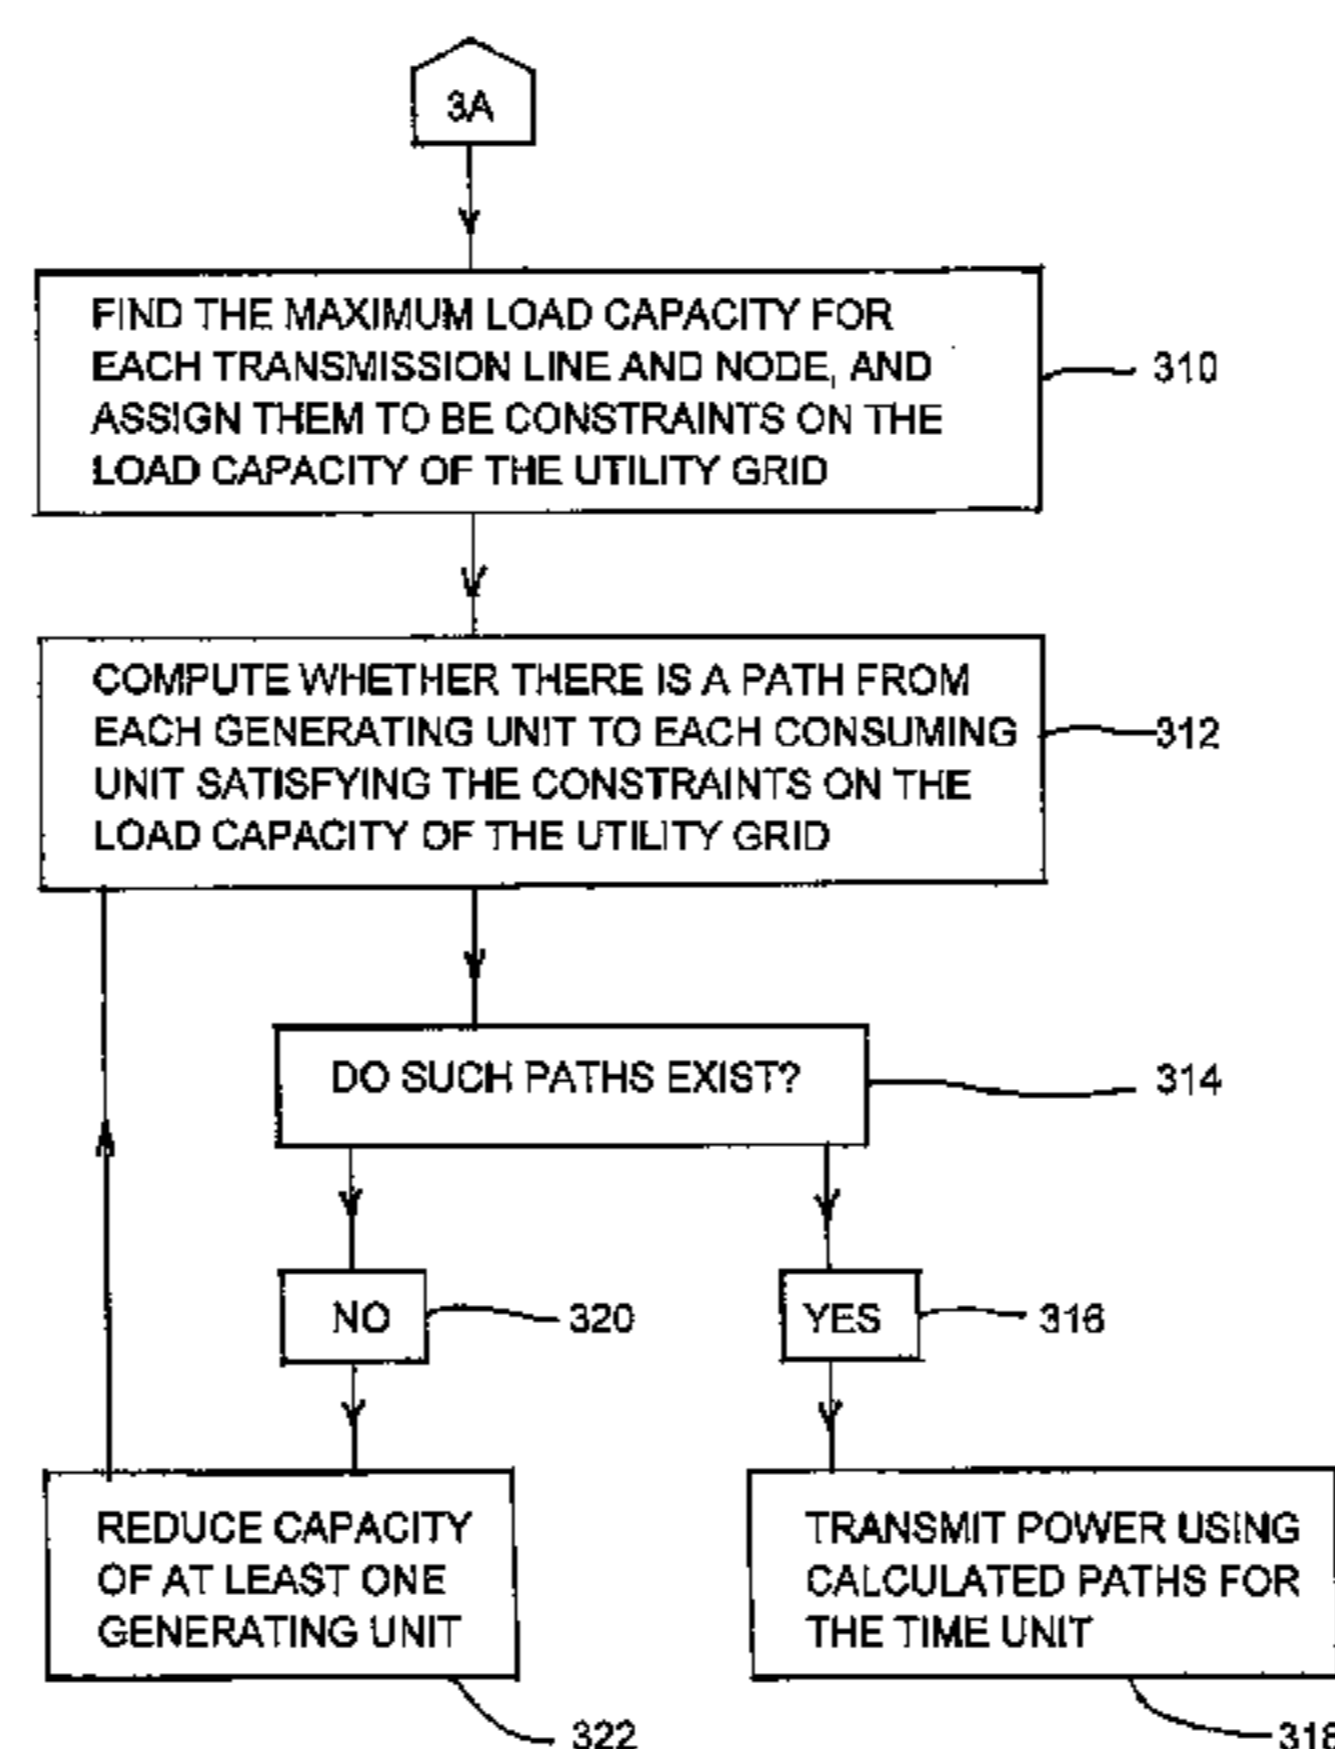 3A
FIND THE MAXIMUM LOAD CAPACITY FOR
EACH TRANSMISSION LINE AND NODE, AND
ASSIGN THEM TO BE CONSTRAINTS ON THE
LOAD CAPACITY OF THE UTILITY GRID
310
COMPUTE WHETHER THERE IS A PATH FROM
EACH GENERATING UNIT TO EACH CONSUMING
UNIT SATISFYING THE CONSTRAINTS ON THE
LOAD CAPACITY OF THE UTILITY GRID
312
DO SUCH PATHS EXIST?
314
NO
320
YES
316
REDUCE CAPACITY
OF AT LEAST ONE
GENERATING UNIT
322
TRANSMIT POWER USING
CALCULATED PATHS FOR
THE TIME UNIT
318